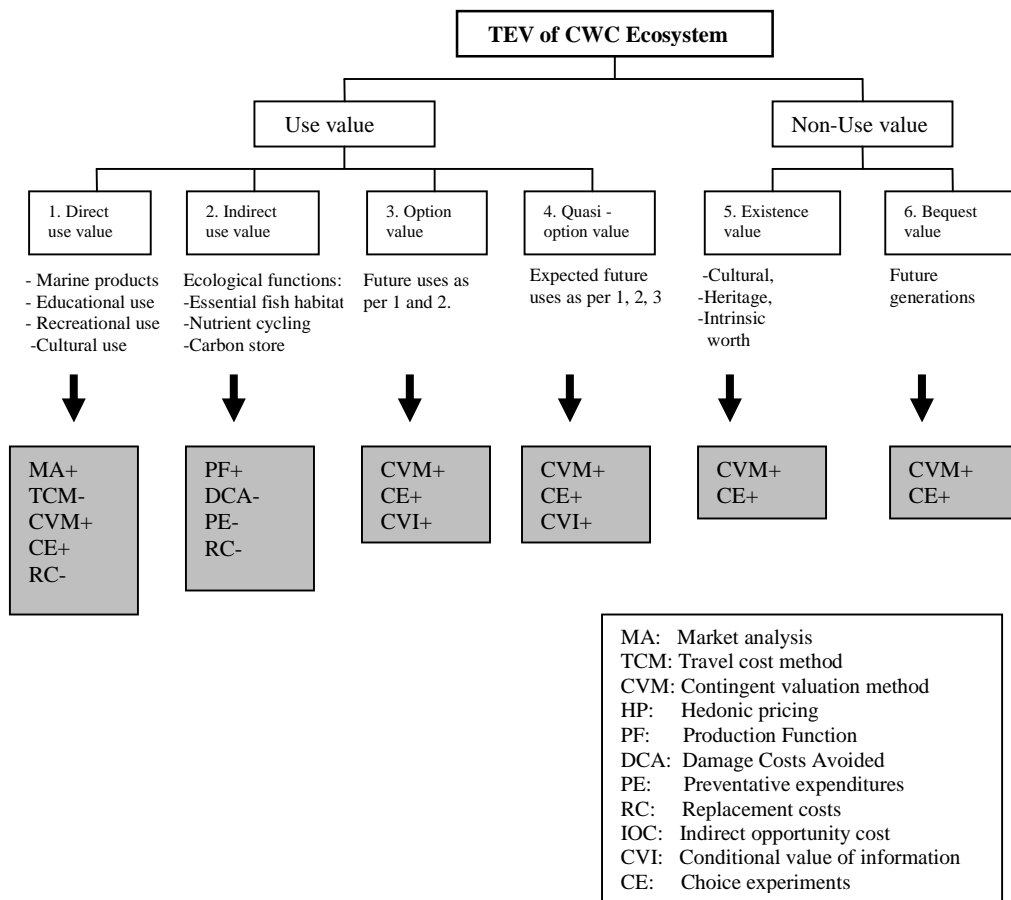 TEV of CWC Ecosystem
Use value
Non-Use value
1. Direct
use value
2. Indirect
use value
3. Option
value
4. Quasi -
option value
5. Existence
value
6. Bequest
value
- Marine products
- Educational use
- Recreational use
-Cultural use
Ecological functions:
-Essential fish habitat
-Nutrient cycling
-Carbon store
Future uses as
per 1 and 2.
Expected future
uses as per 1, 2, 3
-Cultural,
-Heritage,
-Intrinsic
worth
Future
generations
MA+
TCM-
CVM+
CE+
RC-
PF+
DCA-
PE-
RC-
CVM+
CE+
CVI+
CVM+
CE+
CVI+
CVM+
CE+
CVM+
CE+
MA: Market analysis
TCM: Travel cost method
CVM: Contingent valuation method
HP: Hedonic pricing
PF: Production Function
DCA: Damage Costs Avoided
PE: Preventative expenditures
RC: Replacement costs
IOC: Indirect opportunity cost
CVI: Conditional value of information
CE: Choice experiments